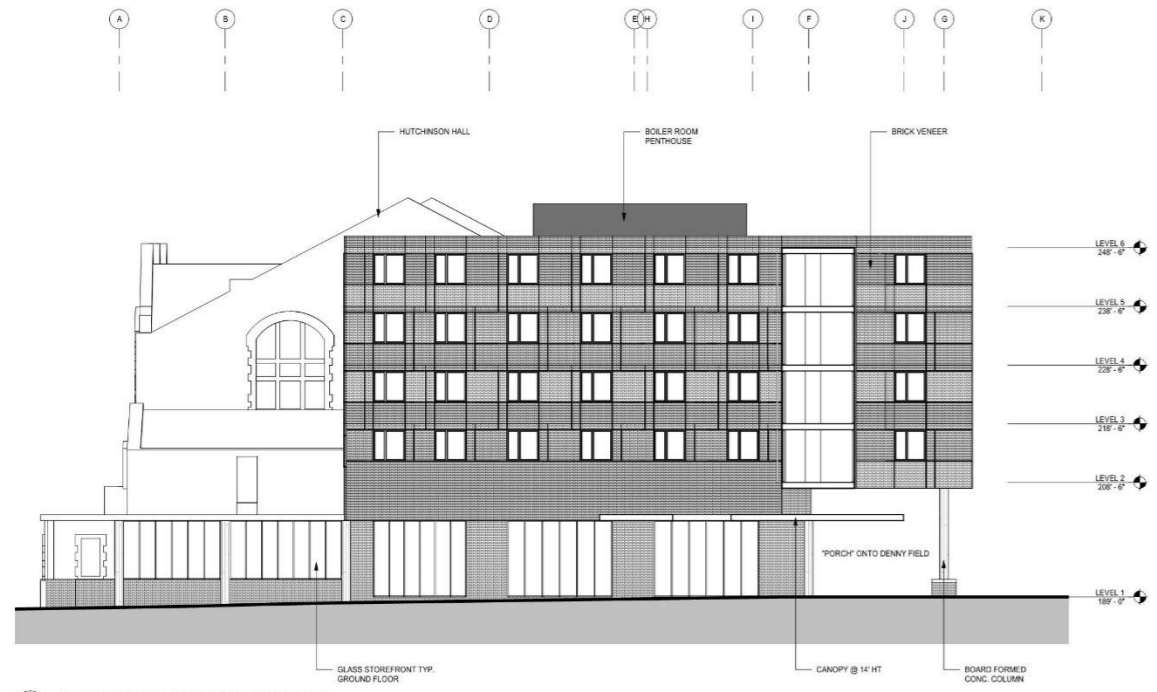 A B C D E H I F J G K
HUTCHINSON HALL
BOILER ROOM
PENTHOUSE
BRICK VENEER
LEVEL 6
248' - 6"
LEVEL 5
238' - 6"
LEVEL 4
228' - 6"
LEVEL 3
218' - 6"
LEVEL 2
208' - 6"
"PORCH" ONTO DENNY FIELD
LEVEL 1
189' - 0"
GLASS STOREFRONT TYP.
GROUND FLOOR
CANOPY @ 14' HT
BOARD FORMED
CONC. COLUMN